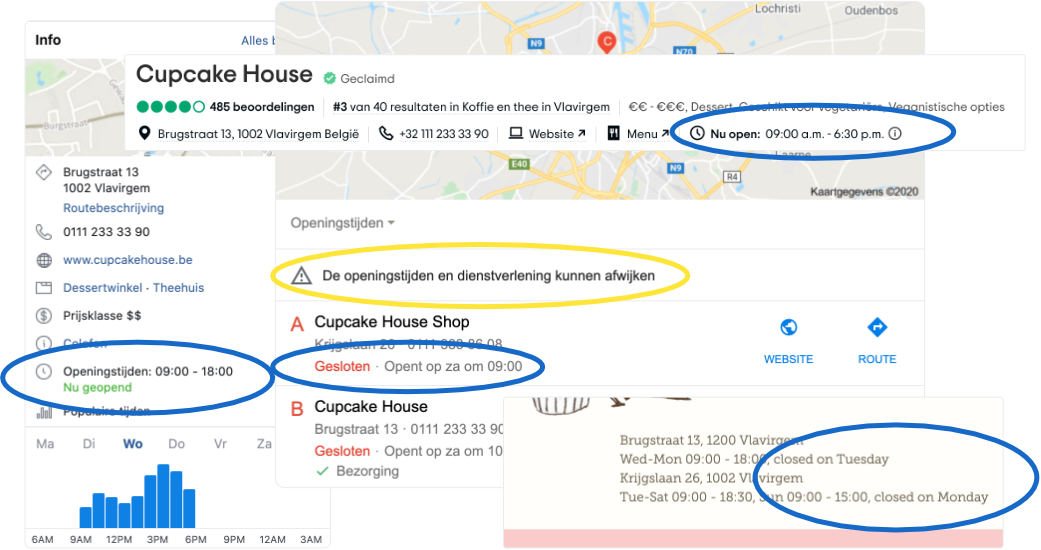 Info
Alles b
Lochristi
Oudenbos
N9
C
N70
Cupcake House
Geclaimd
485 beoordelingen
#3 van 40 resultaten in Koffie en thee in Vlavirgem
€€ - €€€, Dessert, Geschikt voor vegetariërs, Veganistische opties
Brugstraat 13, 1002 Vlavirgem België
+32 111 233 33 90
Website
Menu
Nu open: 09:00 a.m. - 6:30 p.m.
Burgstraat
Laarne
E40
N9
R4
Kaartgegevens ©2020
Brugstraat 13
1002 Vlavirgem
Routebeschrijving
0111 233 33 90
www.cupcakehouse.be
Dessertwinkel · Theehuis
Prijsklasse $$
Openingstijden: 09:00 - 18:00
Nu geopend
Populaire tijden
Ma Di Wo Do Vr Za
6AM 9AM 12PM 3PM 6PM 9PM 12AM 3AM
Openingstijden
De openingstijden en dienstverlening kunnen afwijken
A
Cupcake House Shop
Krijgslaan 26 · 0111 388 86 08
Gesloten · Opent op za om 09:00
WEBSITE
ROUTE
B
Cupcake House
Brugstraat 13 · 0111 233 33 90
Gesloten · Opent op za om 10
Bezorging
Brugstraat 13, 1200 Vlavirgem
Wed-Mon 09:00 - 18:00, closed on Tuesday
Krijgslaan 26, 1002 Vlavirgem
Tue-Sat 09:00 - 18:30, Sun 09:00 - 15:00, closed on Monday